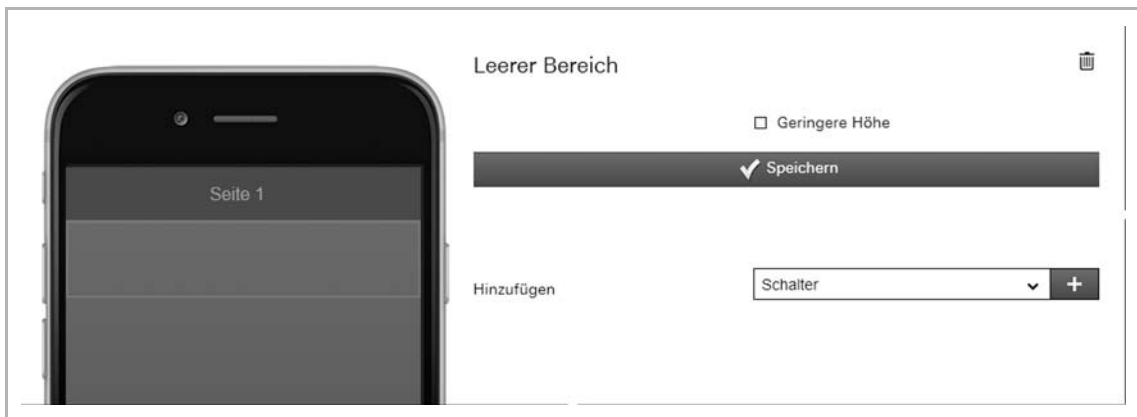 Leerer Bereich
Geringere Höhe
Speichern
Seite 1
Hinzufügen
Schalter